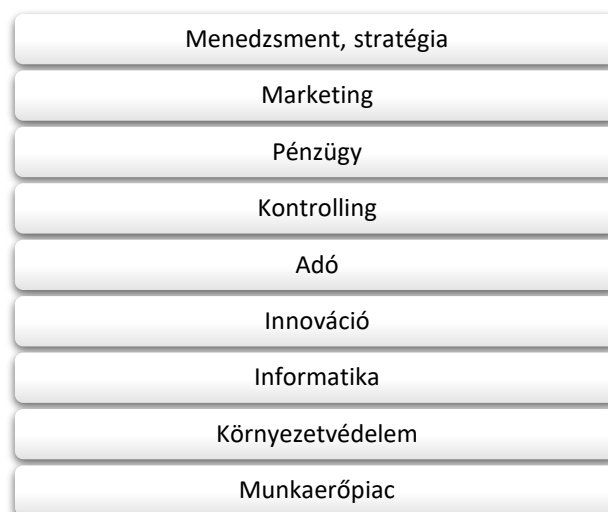 Menedzsment, stratégia
Marketing
Pénzügy
Kontrolling
Adó
Innováció
Informatika
Környezetvédelem
Munkaerőpiac